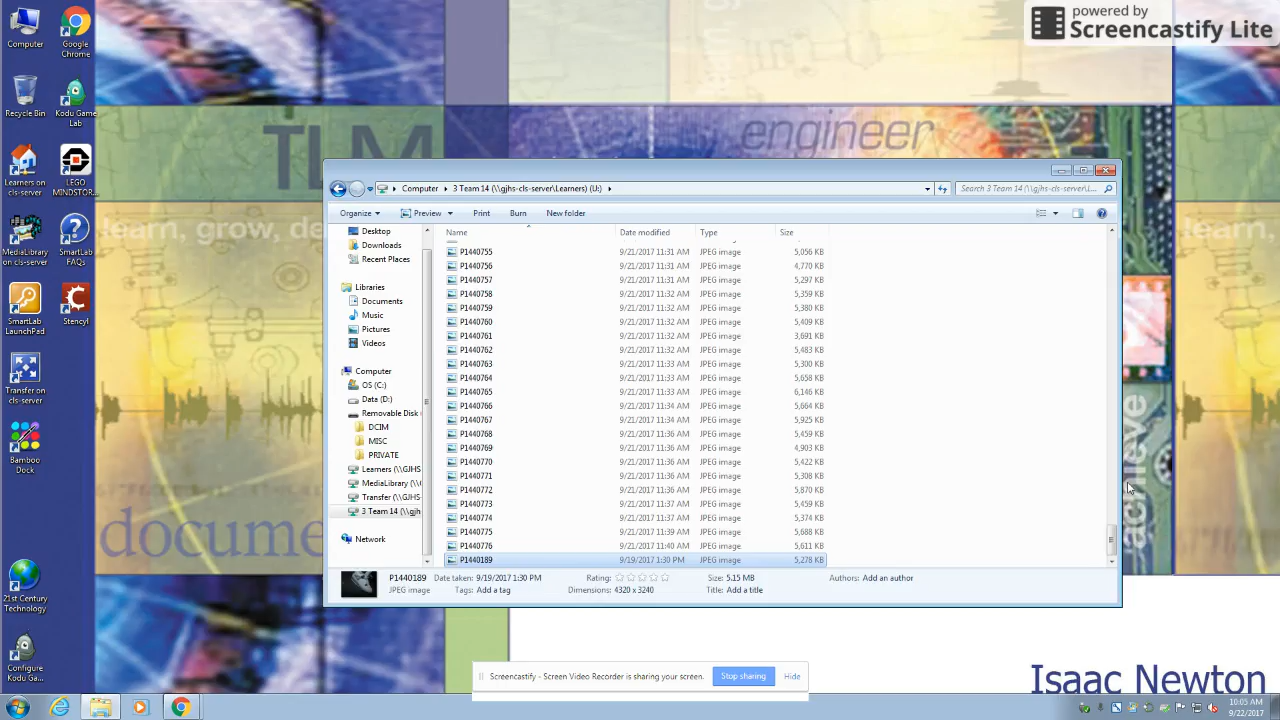 powered by
Screencastify Lite
Computer
Google
Chrome
Recycle Bin
Kodu Game
Lab
Learners on
cls-server
LEGO
MINDSTOR...
MediaLibrary
on cls-server
SmartLab
FAQs
SmartLab
LaunchPad
Stencyl
Transfer on
cls-server
Bamboo
Dock
21st Century
Technology
Configure
Kodu Ga...
TLM
engineer
learn, grow, de
learn,
achieve
docume
Isaac Newton
Computer 3 Team 14 (\\gjhs-cls-server\Learners) (U:)
Search 3 Team 14 (\\gjhs-cls-server\L...
Organize Preview Print Burn New folder
Desktop
Downloads
Recent Places
Libraries
Documents
Music
Pictures
Videos
Computer
OS (C:)
Data (D:)
Removable Disk
DCIM
MISC
PRIVATE
Learners (\\GJHS
MediaLibrary (\\
Transfer (\\GJHS
3 Team 14 (\\gjh
Network
Name Date modified Type Size
P1440755 9/21/2017 11:31 AM JPEG image 5,056 KB
P1440756 9/21/2017 11:31 AM JPEG image 4,770 KB
P1440757 9/21/2017 11:31 AM JPEG image 5,297 KB
P1440758 9/21/2017 11:32 AM JPEG image 5,359 KB
P1440759 9/21/2017 11:32 AM JPEG image 5,380 KB
P1440760 9/21/2017 11:32 AM JPEG image 5,409 KB
P1440761 9/21/2017 11:32 AM JPEG image 3,691 KB
P1440762 9/21/2017 11:33 AM JPEG image 5,483 KB
P1440763 9/21/2017 11:33 AM JPEG image 5,300 KB
P1440764 9/21/2017 11:33 AM JPEG image 5,658 KB
P1440765 9/21/2017 11:33 AM JPEG image 6,146 KB
P1440766 9/21/2017 11:34 AM JPEG image 5,664 KB
P1440767 9/21/2017 11:34 AM JPEG image 5,925 KB
P1440768 9/21/2017 11:36 AM JPEG image 5,459 KB
P1440769 9/21/2017 11:36 AM JPEG image 4,903 KB
P1440770 9/21/2017 11:36 AM JPEG image 5,422 KB
P1440771 9/21/2017 11:36 AM JPEG image 5,308 KB
P1440772 9/21/2017 11:36 AM JPEG image 5,870 KB
P1440773 9/21/2017 11:37 AM JPEG image 5,459 KB
P1440774 9/21/2017 11:37 AM JPEG image 5,374 KB
P1440775 9/21/2017 11:39 AM JPEG image 5,688 KB
P1440776 9/21/2017 11:40 AM JPEG image 5,611 KB
P1440189 9/19/2017 1:30 PM JPEG image 5,278 KB
P1440189 Date taken: 9/19/2017 1:30 PM Rating: Size: 5.15 MB Authors: Add an author
JPEG image Tags: Add a tag Dimensions: 4320 x 3240 Title: Add a title
Screencastify - Screen Video Recorder is sharing your screen. Stop sharing Hide
10:05 AM
9/22/2017